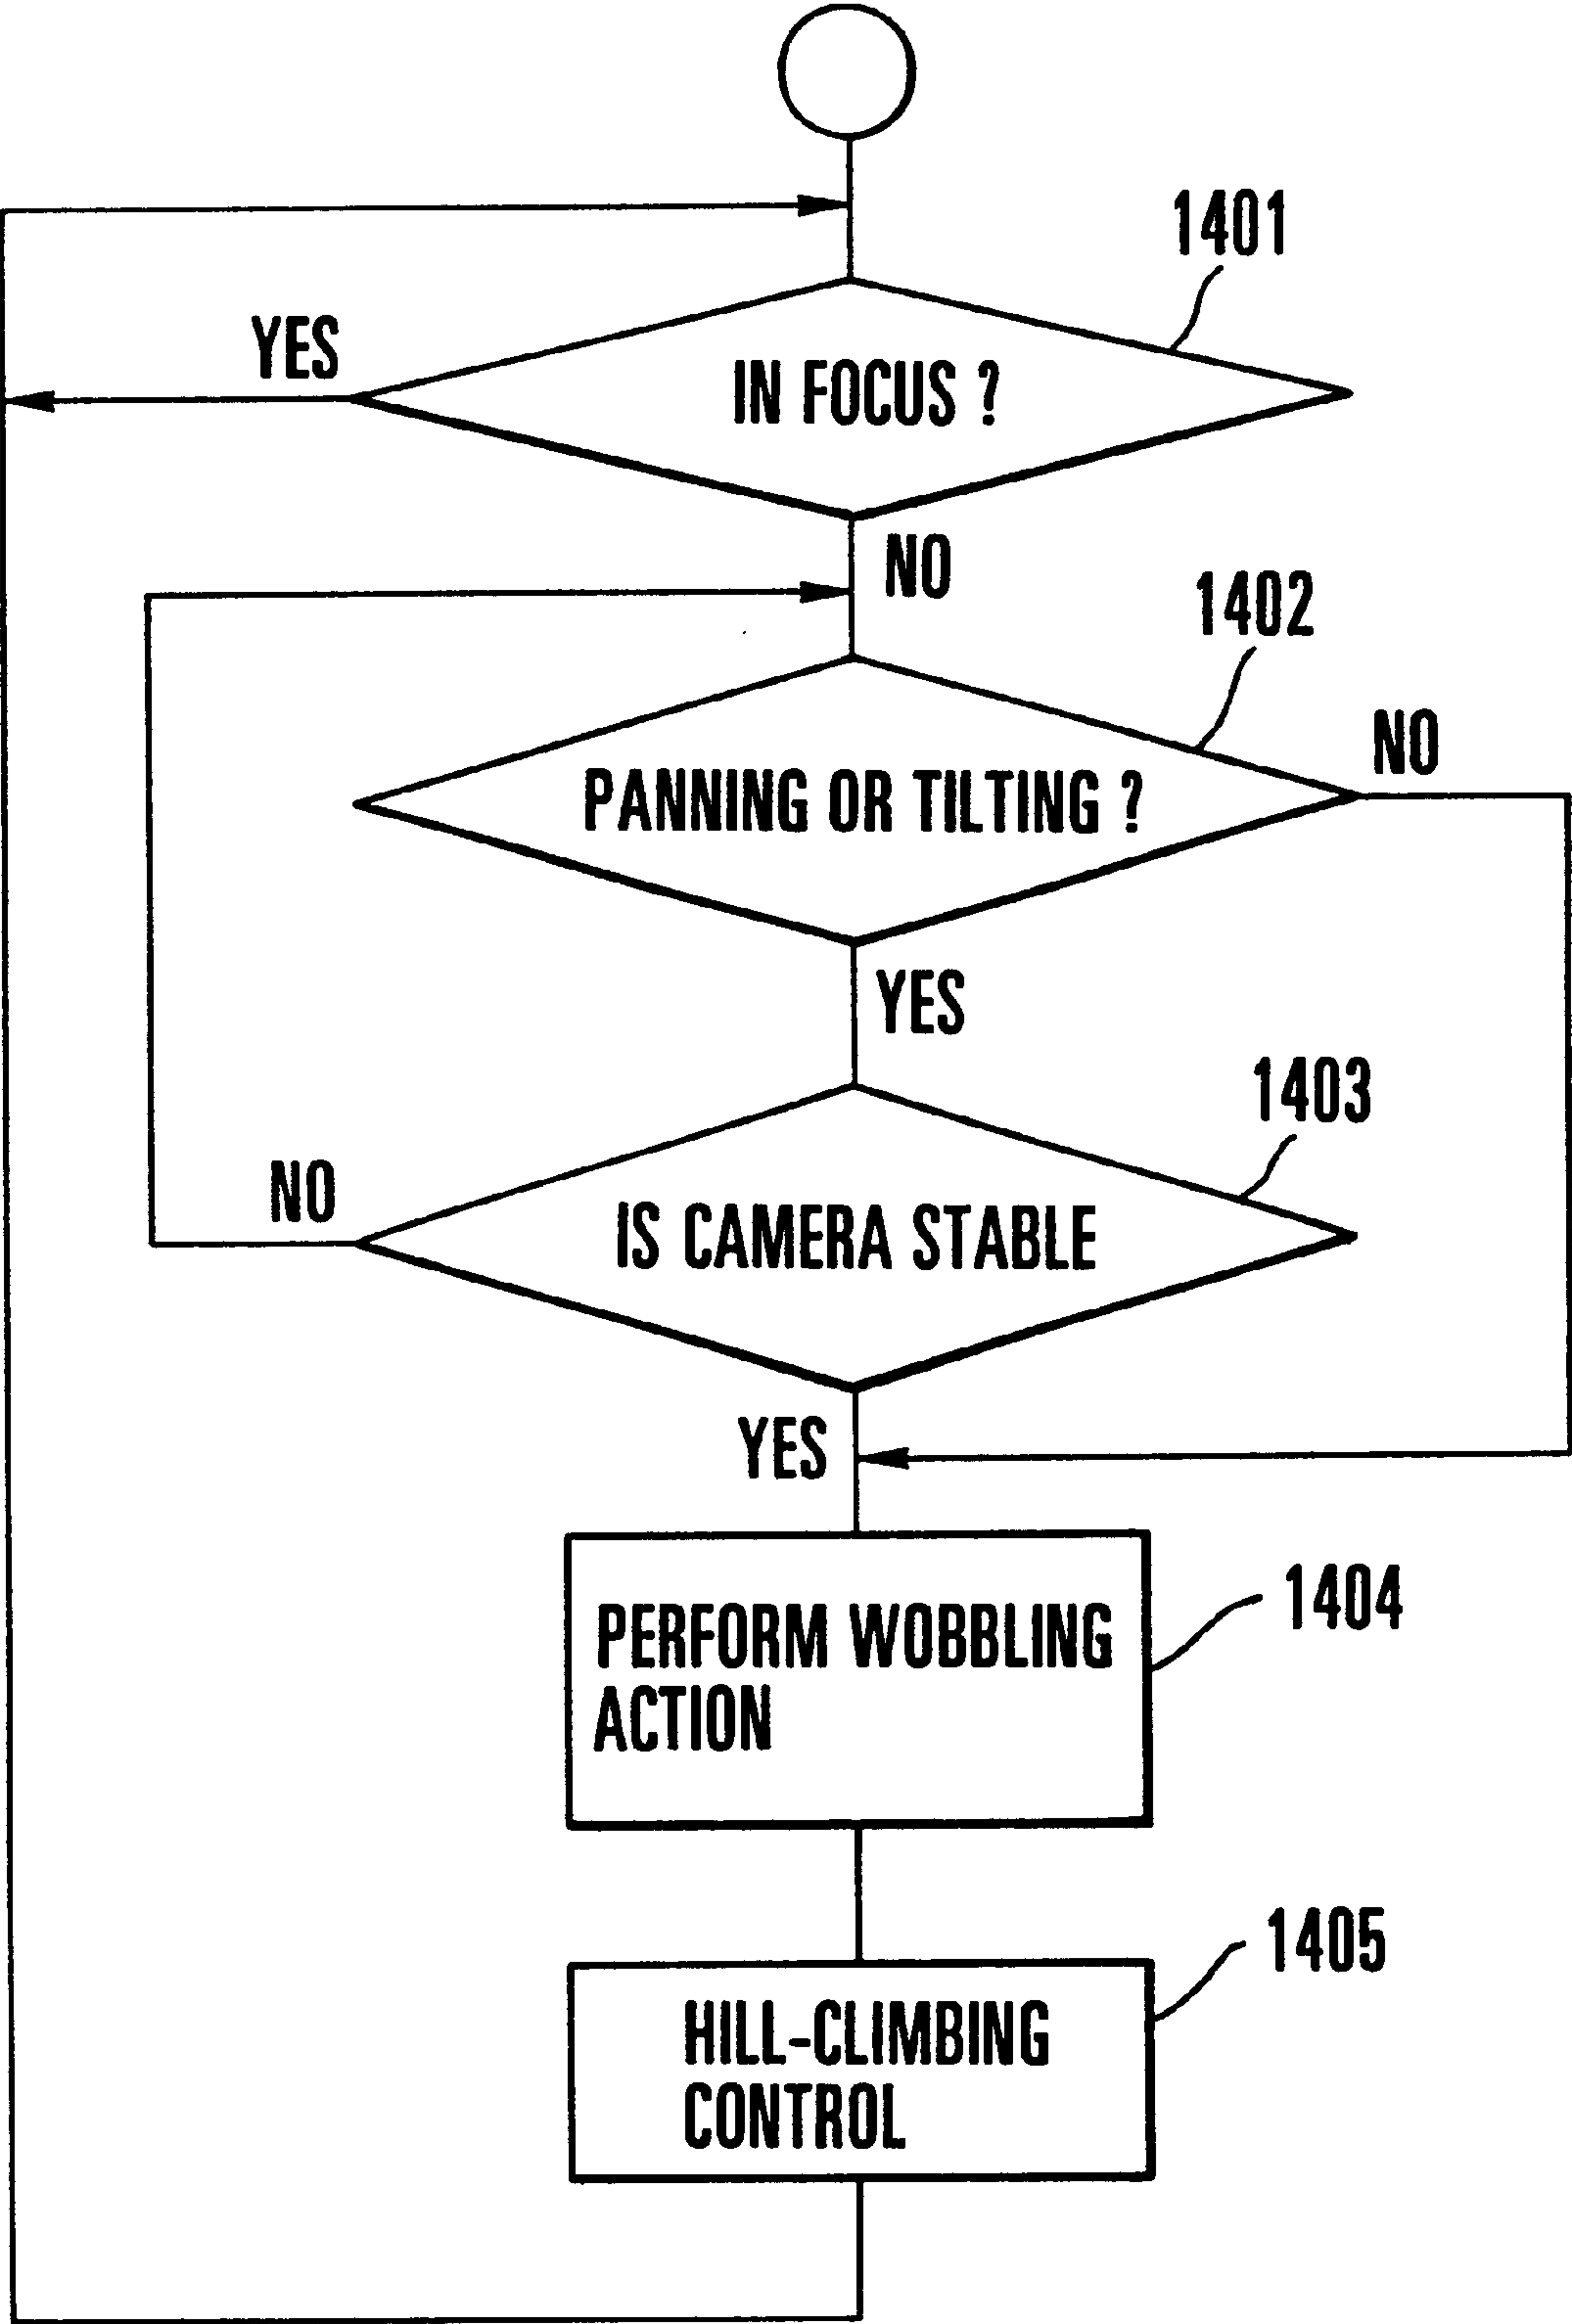 1401
YES
IN FOCUS ?
NO
1402
NO
PANNING OR TILTING ?
YES
1403
NO
IS CAMERA STABLE
YES
1404
PERFORM WOBBLING
ACTION
1405
HILL-CLIMBING
CONTROL